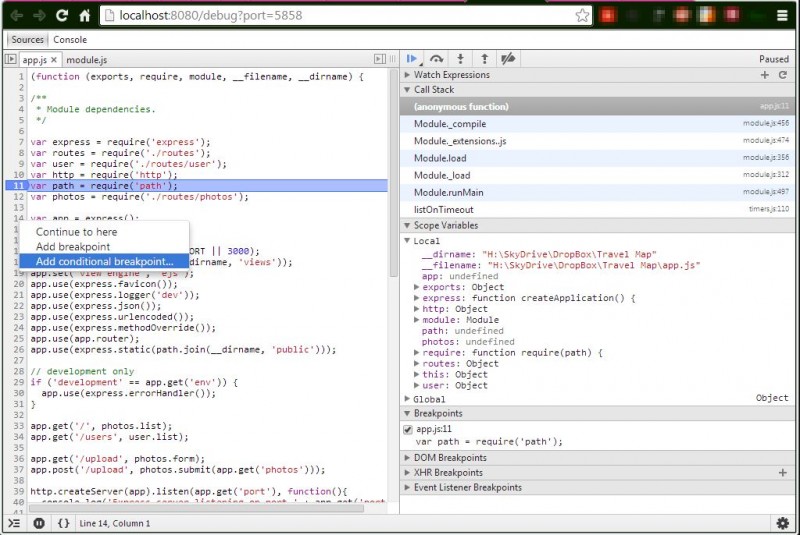 localhost:8080/debug?port=5858
Sources Console
app.js × module.js
1 (function (exports, require, module, __filename, __dirname) {
2
3 /**
4 * Module dependencies.
5 */
6
7 var express = require('express');
8 var routes = require('./routes');
9 var user = require('./routes/user');
10 var http = require('http');
11 var path = require('path');
12 var photos = require('./routes/photos');
13
14 var app = express();
Continue to here
Add breakpoint
Add conditional breakpoint...
ORT || 3000);
dirname, 'views'));
19 app.set('view engine', 'ejs');
20 app.use(express.favicon());
21 app.use(express.logger('dev'));
22 app.use(express.json());
23 app.use(express.urlencoded());
24 app.use(express.methodOverride());
25 app.use(app.router);
26 app.use(express.static(path.join(__dirname, 'public')));
27
28 // development only
29 if ('development' == app.get('env')) {
30 app.use(express.errorHandler());
31 }
32
33 app.get('/', photos.list);
34 app.get('/users', user.list);
35
36 app.get('/upload', photos.form);
37 app.post('/upload', photos.submit(app.get('photos')));
38
39 http.createServer(app).listen(app.get('port'), function(){
40 console.log('Express server listening on port ' + app.get('port
{} Line 14, Column 1
Paused
Watch Expressions
Call Stack
(anonymous function) app.js:11
Module._compile module.js:456
Module._extensions..js module.js:474
Module.load module.js:356
Module._load module.js:312
Module.runMain module.js:497
listOnTimeout timers.js:110
Scope Variables
Local
__dirname: "H:\SkyDrive\DropBox\Travel Map"
__filename: "H:\SkyDrive\DropBox\Travel Map\app.js"
app: undefined
exports: Object
express: function createApplication() {
http: Object
module: Module
path: undefined
photos: undefined
require: function require(path) {
routes: Object
this: Object
user: Object
Global Object
Breakpoints
app.js:11
var path = require('path');
DOM Breakpoints
XHR Breakpoints
Event Listener Breakpoints